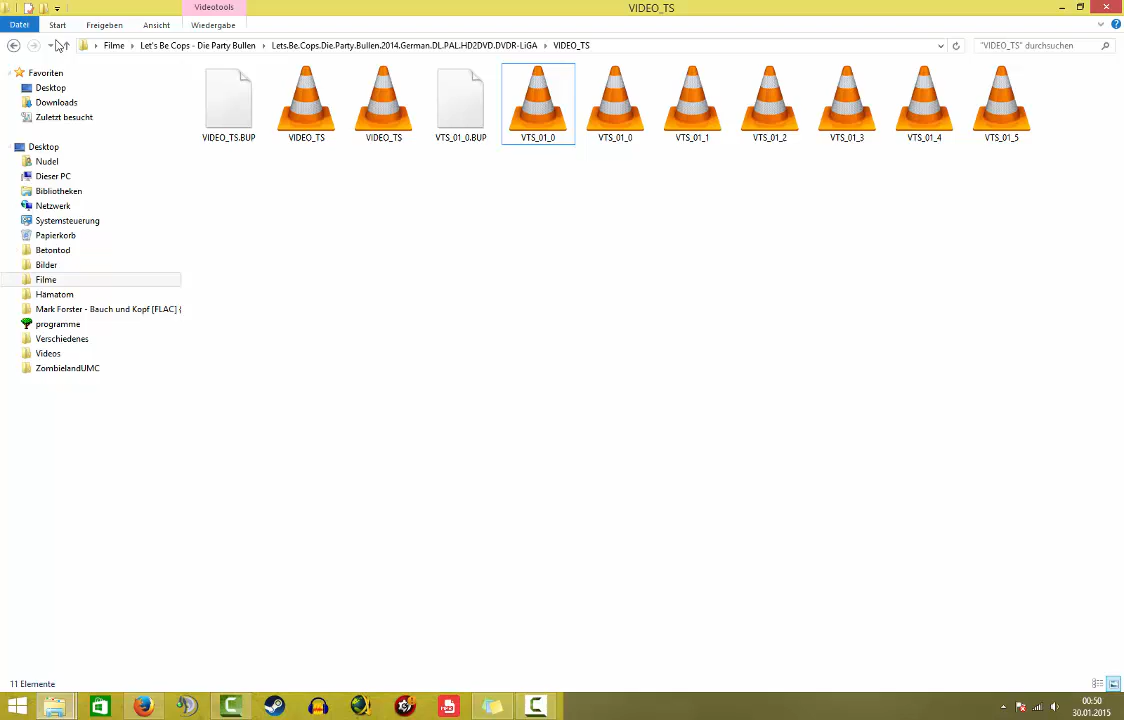 Videotools
VIDEO_TS
Datei Start Freigeben Ansicht Wiedergabe
Filme Let's Be Cops - Die Party Bullen Lets.Be.Cops.Die.Party.Bullen.2014.German.DL.PAL.HD2DVD.DVDR-LiGA VIDEO_TS "VIDEO_TS" durchsuchen
Favoriten
Desktop
Downloads
Zuletzt besucht
Desktop
Nudel
Dieser PC
Bibliotheken
Netzwerk
Systemsteuerung
Papierkorb
Betontod
Bilder
Filme
Hämatom
Mark Forster - Bauch und Kopf [FLAC] (
programme
Verschiedenes
Videos
ZombielandUMC
VIDEO_TS.BUP VIDEO_TS VIDEO_TS VTS_01_0.BUP VTS_01_0 VTS_01_0 VTS_01_1 VTS_01_2 VTS_01_3 VTS_01_4 VTS_01_5
11 Elemente
MP3
00:50
30.01.2015